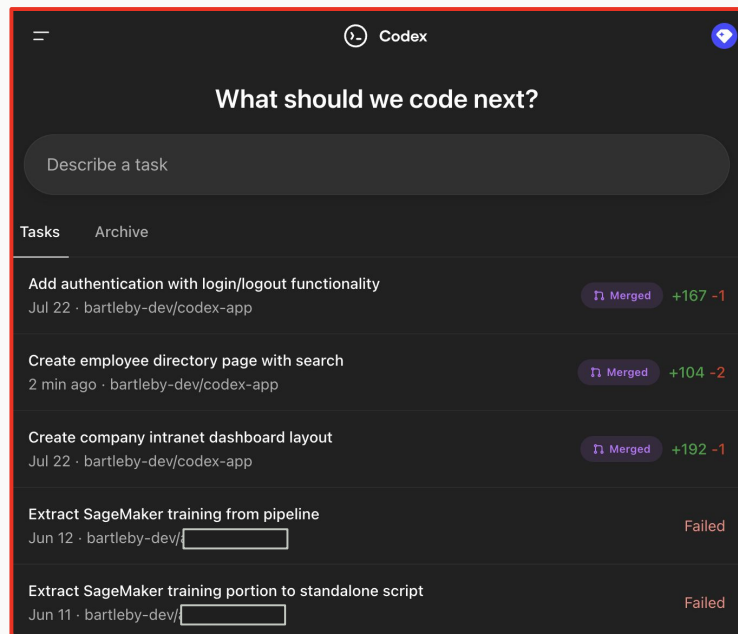 Codex
What should we code next?
Describe a task
Tasks Archive
Add authentication with login/logout functionality
Jul 22 · bartleby-dev/codex-app
Merged +167 -1
Create employee directory page with search
2 min ago · bartleby-dev/codex-app
Merged +104 -2
Create company intranet dashboard layout
Jul 22 · bartleby-dev/codex-app
Merged +192 -1
Extract SageMaker training from pipeline
Jun 12 · bartleby-dev/
Failed
Extract SageMaker training portion to standalone script
Jun 11 · bartleby-dev/
Failed